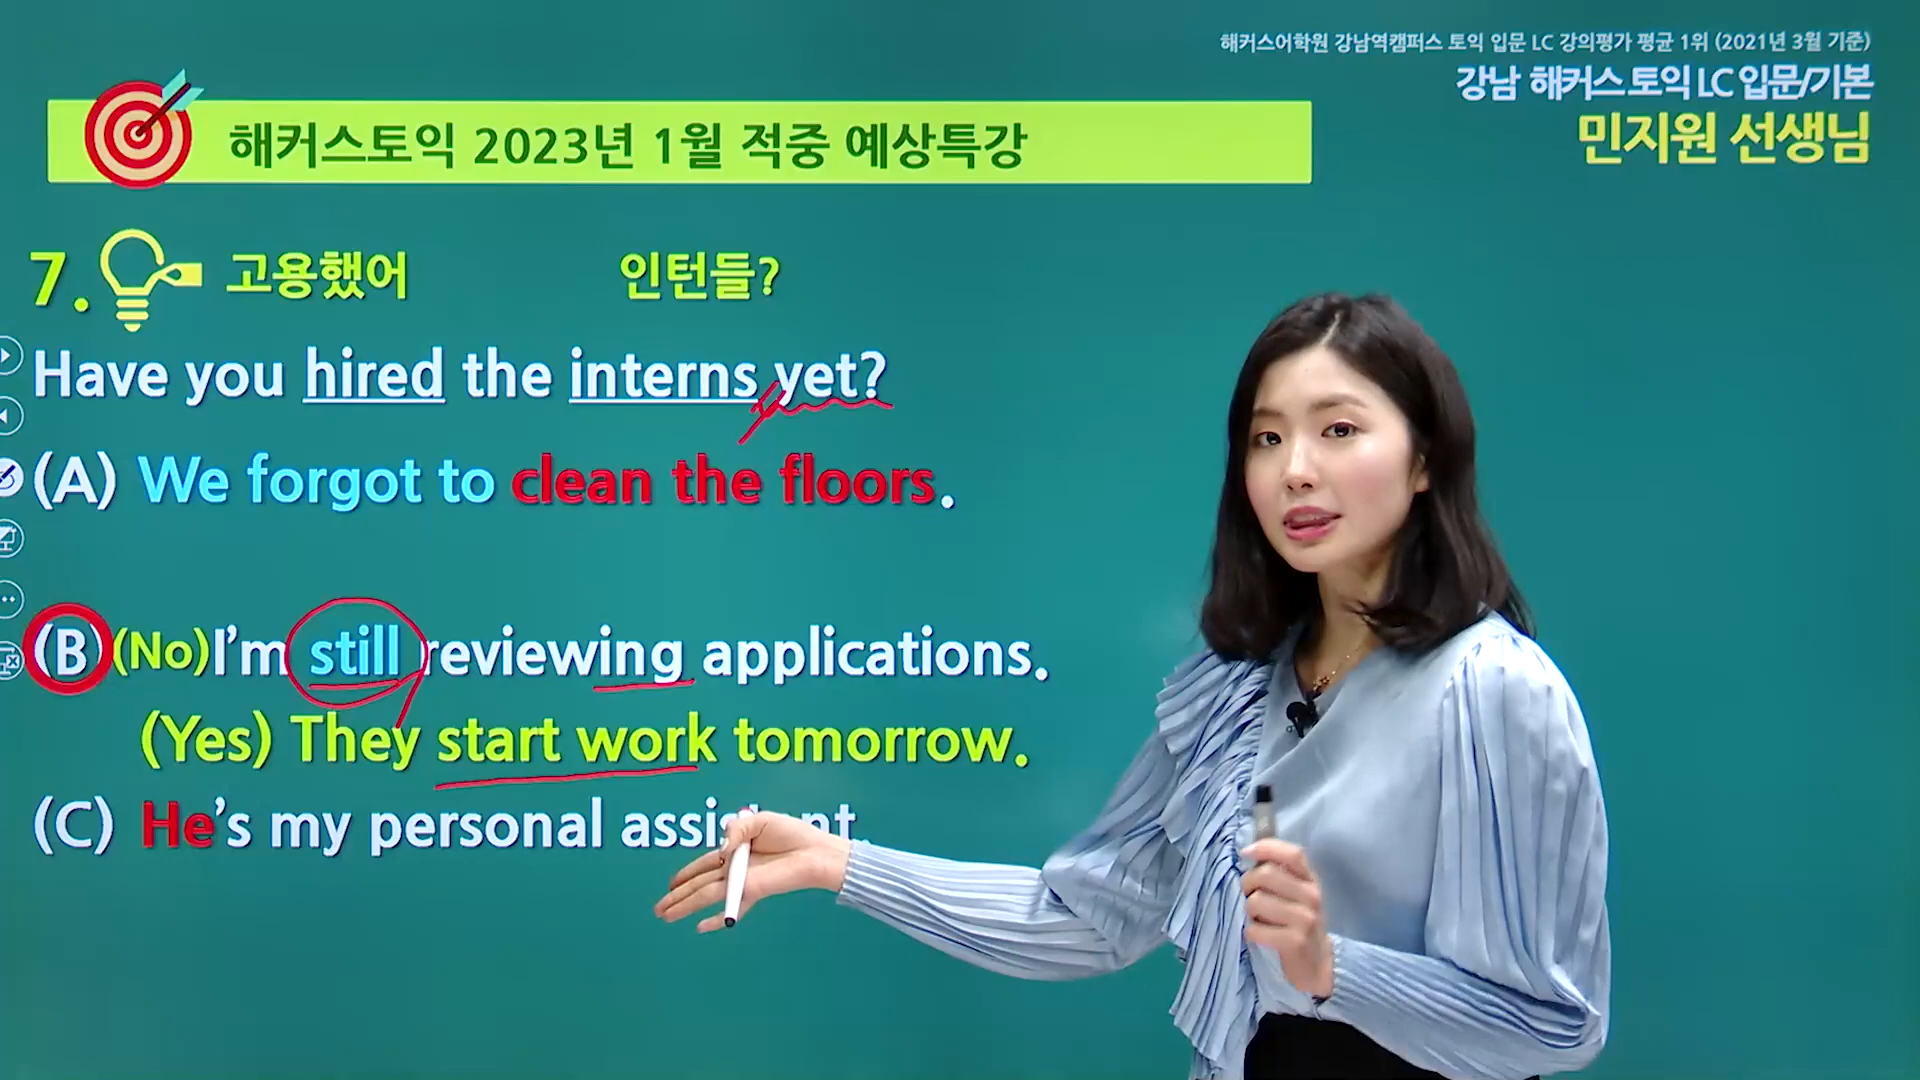 해커스어학원 강남역캠퍼스 토익 입문 LC 강의평가 평균 1위 (2021년 3월 기준)
강남 해커스 토익 LC 입문/기본
민지원 선생님
해커스토익 2023년 1월 적중 예상특강
7. 고용했어 인턴들?
Have you hired the interns yet?
(A) We forgot to clean the floors.
(B) (No) I'm still reviewing applications.
(Yes) They start work tomorrow.
(C) He's my personal assistant.